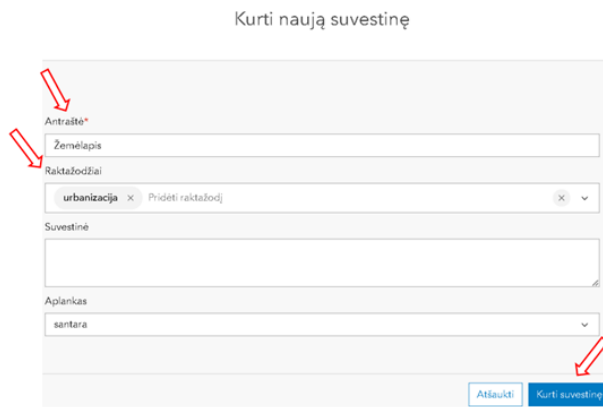 Kurti naują suvestinę
Antraštė*
Žemėlapis
Raktažodžiai
urbanizacija × Pridėti raktažodį ×
Suvestinė
Aplankas
santara
Atšaukti Kurti suvestinę